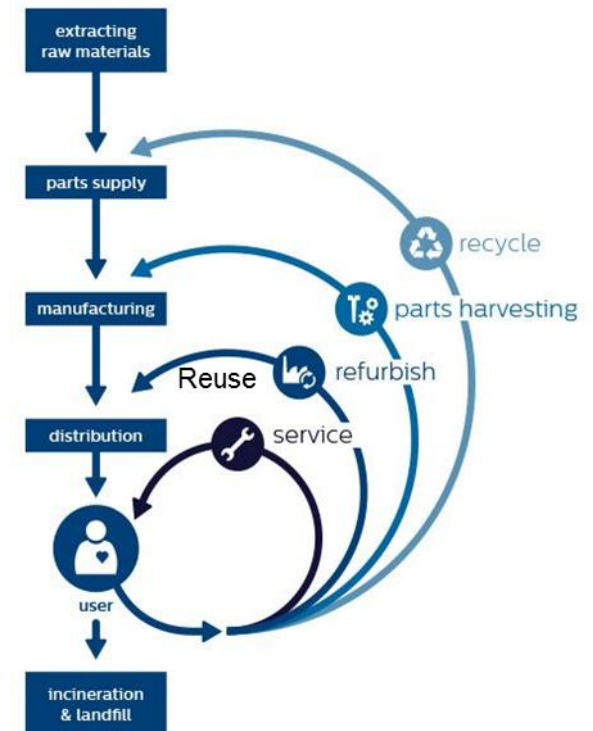 extracting
raw materials
parts supply
recycle
manufacturing
parts harvesting
Reuse
refurbish
distribution
service
user
incineration
& landfill